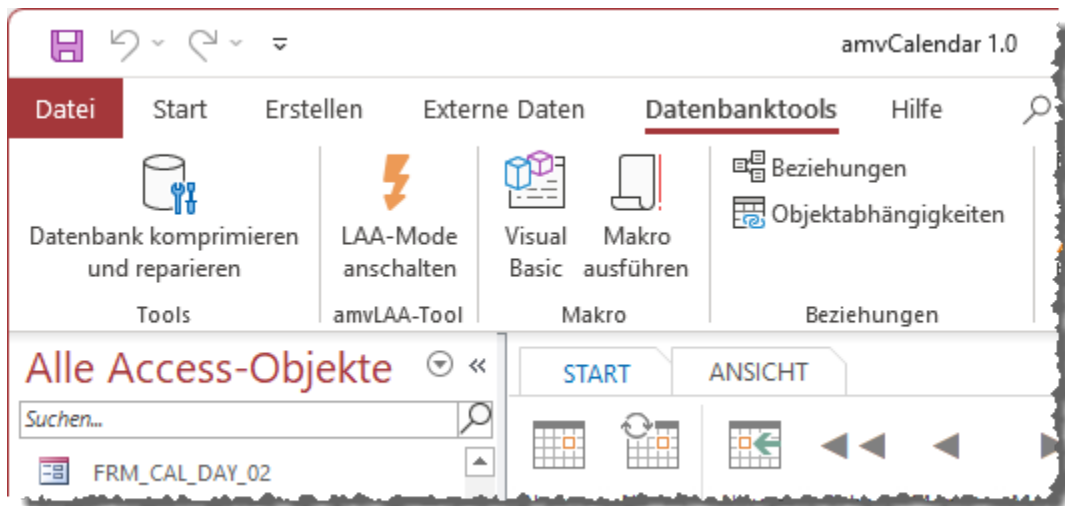 amvCalendar 1.0
Datei Start Erstellen Externe Daten Datenbanktools Hilfe
Datenbank komprimieren
und reparieren
LAA-Mode
anschalten
Visual
Basic
Makro
ausführen
Beziehungen
Objektabhängigkeiten
Tools amvLAA-Tool Makro Beziehungen
Alle Access-Objekte
START ANSICHT
Suchen...
FRM_CAL_DAY_02